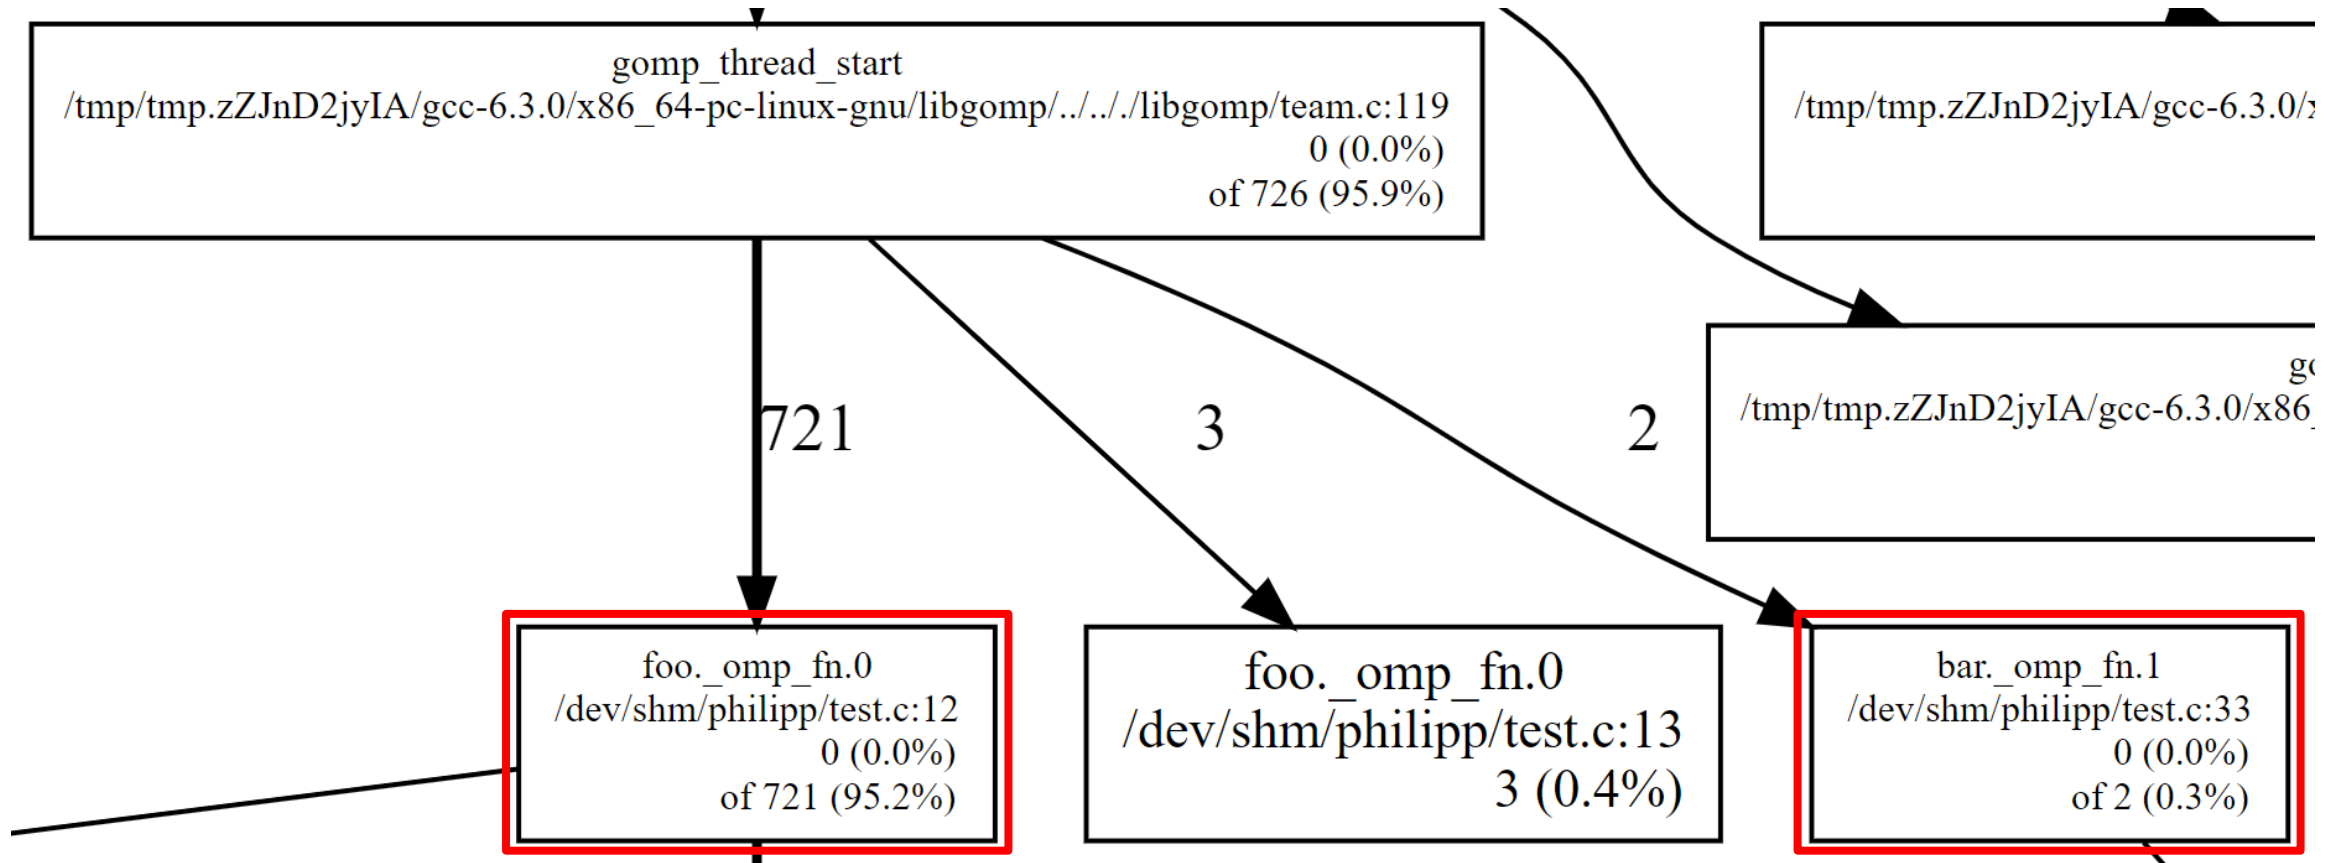 gomp_thread_start
/tmp/tmp.zZJnD2jyIA/gcc-6.3.0/x86_64-pc-linux-gnu/libgomp/../.././libgomp/team.c:119
0 (0.0%)
of 726 (95.9%)
/tmp/tmp.zZJnD2jyIA/gcc-6.3.0/x
go
/tmp/tmp.zZJnD2jyIA/gcc-6.3.0/x86_
721
3
2
foo._omp_fn.0
/dev/shm/philipp/test.c:12
0 (0.0%)
of 721 (95.2%)
foo._omp_fn.0
/dev/shm/philipp/test.c:13
3 (0.4%)
bar._omp_fn.1
/dev/shm/philipp/test.c:33
0 (0.0%)
of 2 (0.3%)